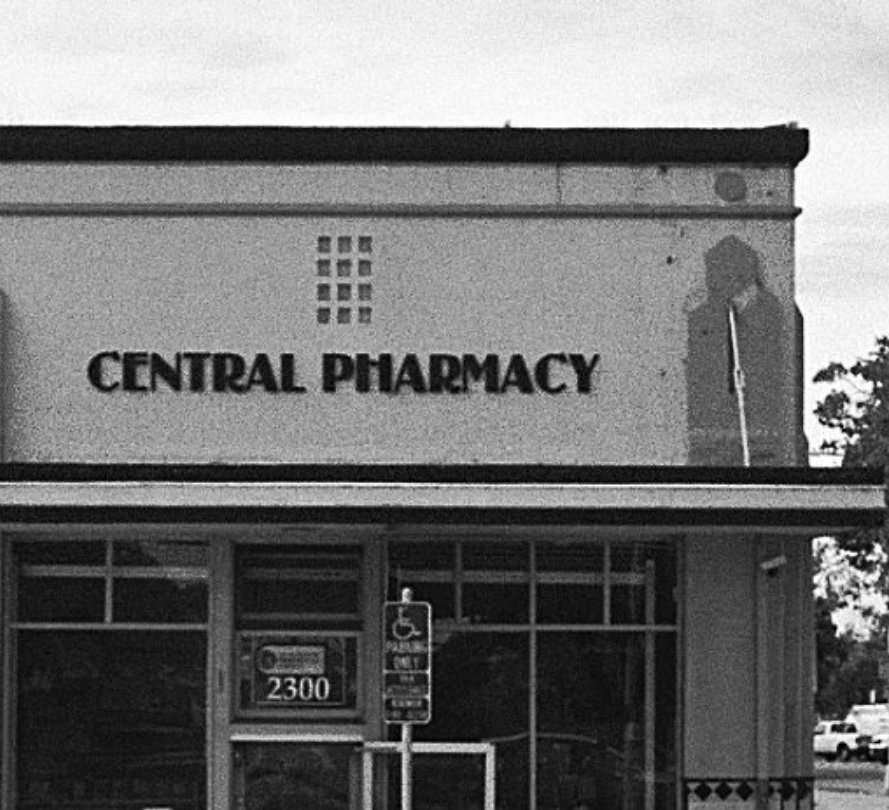 CENTRAL PHARMACY
2300
PARKING
ONLY